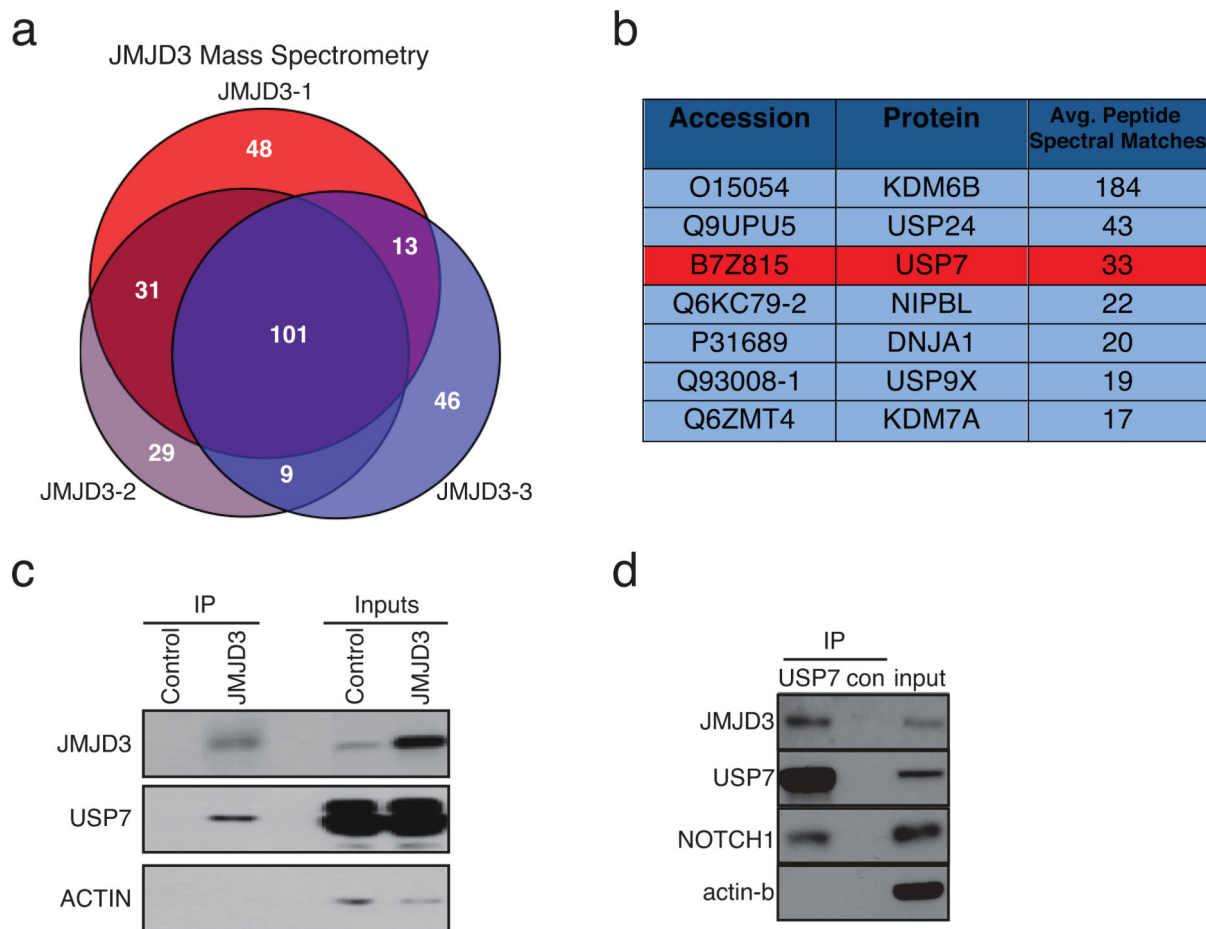 a
JMJD3 Mass Spectrometry
JMJD3-1
48
13
31
101
46
29
9
JMJD3-2
JMJD3-3
b
Accession Protein Avg. Peptide Spectral Matches
O15054 KDM6B 184
Q9UPU5 USP24 43
B7Z815 USP7 33
Q6KC79-2 NIPBL 22
P31689 DNJA1 20
Q93008-1 USP9X 19
Q6ZMT4 KDM7A 17
c
IP Inputs
Control JMJD3 Control JMJD3
JMJD3
USP7
ACTIN
d
IP
USP7 con input
JMJD3
USP7
NOTCH1
actin-b